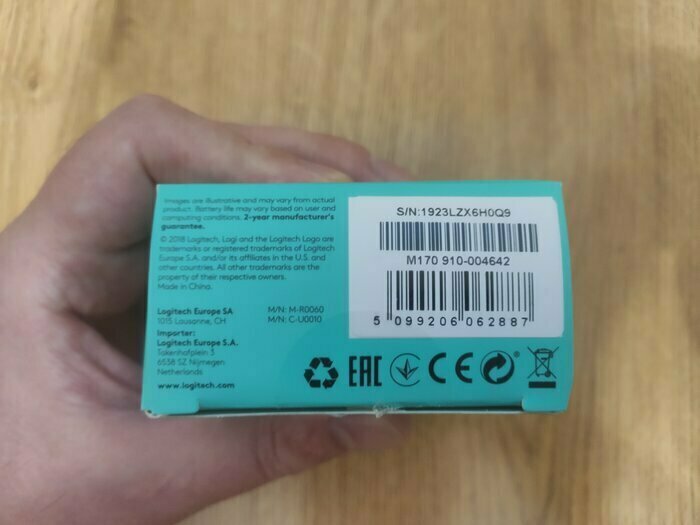 Images are illustrative and may vary from actual
product. Battery life may vary based on user and
computing conditions. 2-year manufacturer's
guarantee.
© 2018 Logitech, Logi and the Logitech Logo are
trademarks or registered trademarks of Logitech
Europe S.A. and/or its affiliates in the U.S. and
other countries. All other trademarks are the
property of their respective owners.
Made in China.
Logitech Europe SA
1015 Lausanne, CH
M/N: M-R0060
M/N: C-U0010
Importer:
Logitech Europe S.A.
Takenhofplein 3
6538 SZ Nijmegen
Netherlands
www.logitech.com
S/N:1923LZX6H0Q9
M170 910-004642
5 099206 062887
EAC
CE